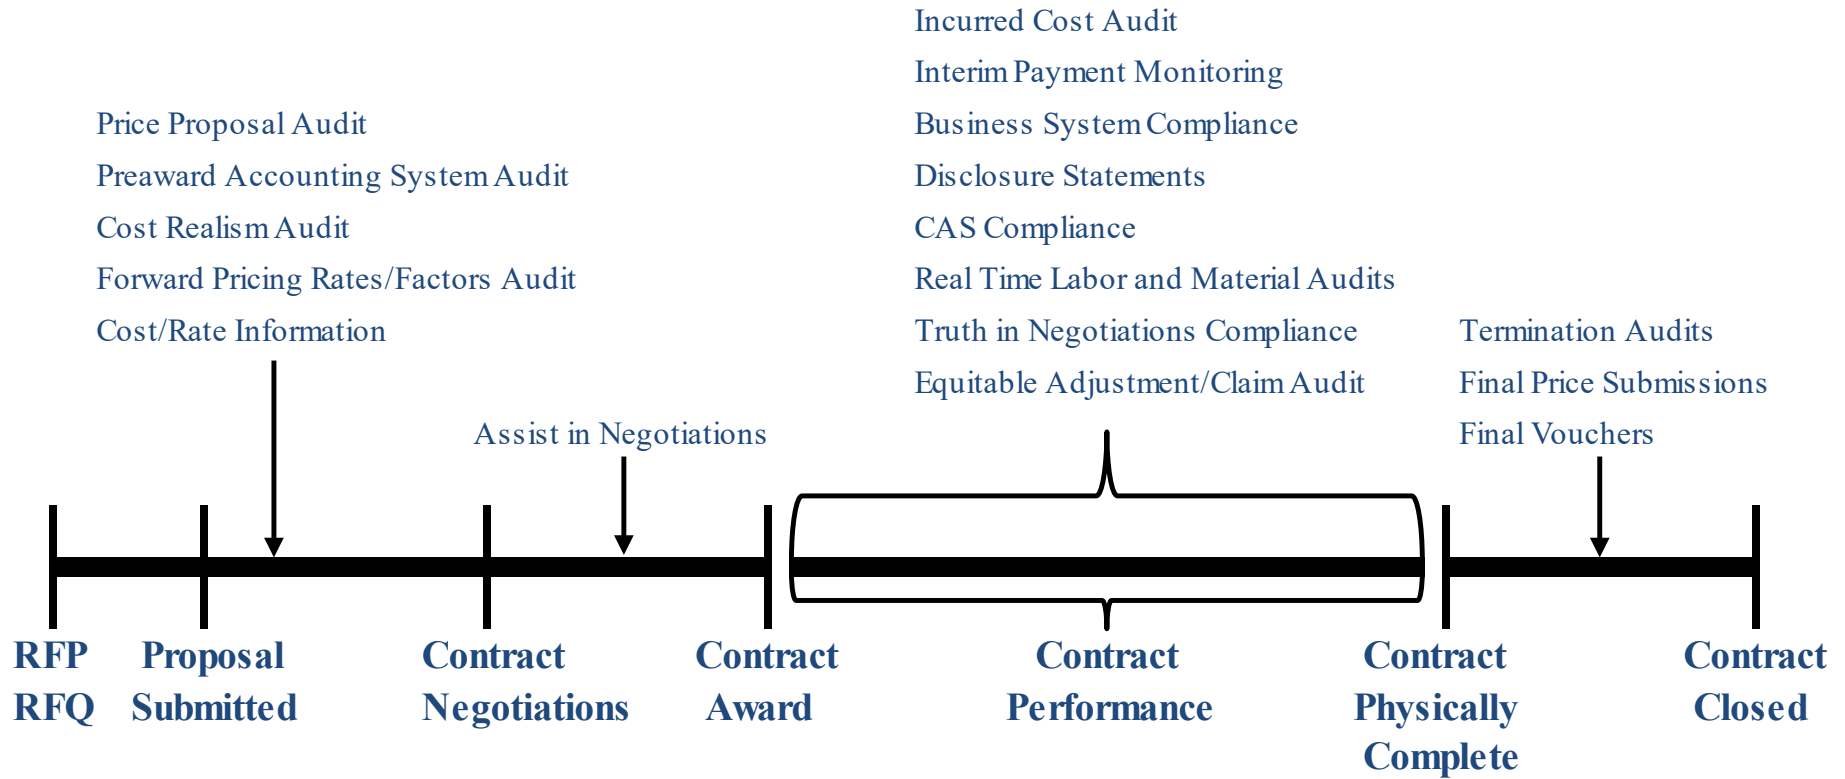 Price Proposal Audit
Preaward Accounting System Audit
Cost Realism Audit
Forward Pricing Rates/Factors Audit
Cost/Rate Information
Assist in Negotiations
Incurred Cost Audit
Interim Payment Monitoring
Business System Compliance
Disclosure Statements
CAS Compliance
Real Time Labor and Material Audits
Truth in Negotiations Compliance
Equitable Adjustment/Claim Audit
Termination Audits
Final Price Submissions
Final Vouchers
RFP
RFQ
Proposal
Submitted
Contract
Negotiations
Contract
Award
Contract
Performance
Contract
Physically
Complete
Contract
Closed